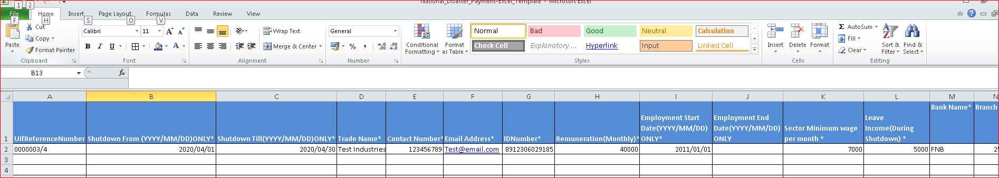 National_Disaster_Payment-Excel_Template - Microsoft Excel
1 2
File Home Insert Page Layout Formulas Data Review View
F H S O V
Paste
Cut
Copy
Format Painter
Clipboard
Calibri 11
B I U
Font
Wrap Text
Merge & Center
Alignment
General
% ,
Number
Conditional Formatting
Format as Table
Normal Bad Good Neutral Calculation
Check Cell Explanatory ... Hyperlink Input Linked Cell
Styles
Insert Delete Format
Cells
Σ AutoSum
Fill
Clear
Sort & Filter
Find & Select
Editing
B13 fx
A B C D E F G H I J K L M N
1 UifReferenceNumber Shutdown From (YYYY/MM/DD)ONLY* Shutdown Till(YYYY/MM/DD)ONLY* Trade Name* Contact Number* Email Address* IDNumber* Remuneration(Monthly)* Employment Start Date(YYYY/MM/DD) ONLY* Employment End Date(YYYY/MM/DD) ONLY Sector Minimum wage per month * Leave Income(During Shutdown) * Bank Name* Branch
2 0000003/4 2020/04/01 2020/04/30 Test Industries 123456789 Test@email.com 8912306029185 40000 2011/01/01 7000 5000 FNB
3
4